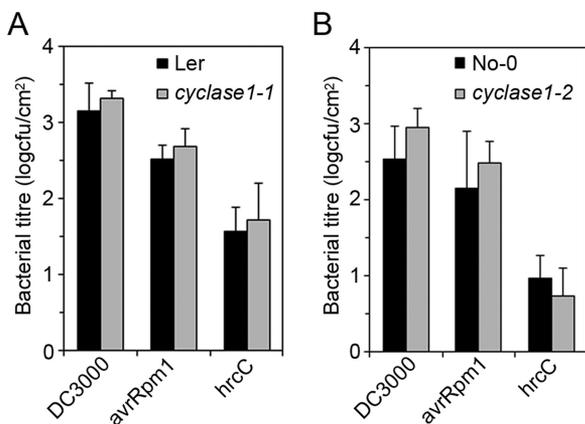 A
Bacterial titre (logcfu/cm²)
4
3
2
1
0
Ler
cyclase1-1
DC3000
avrRpm1
hrcC
B
Bacterial titre (logcfu/cm²)
4
3
2
1
0
No-0
cyclase1-2
DC3000
avrRpm1
hrcC